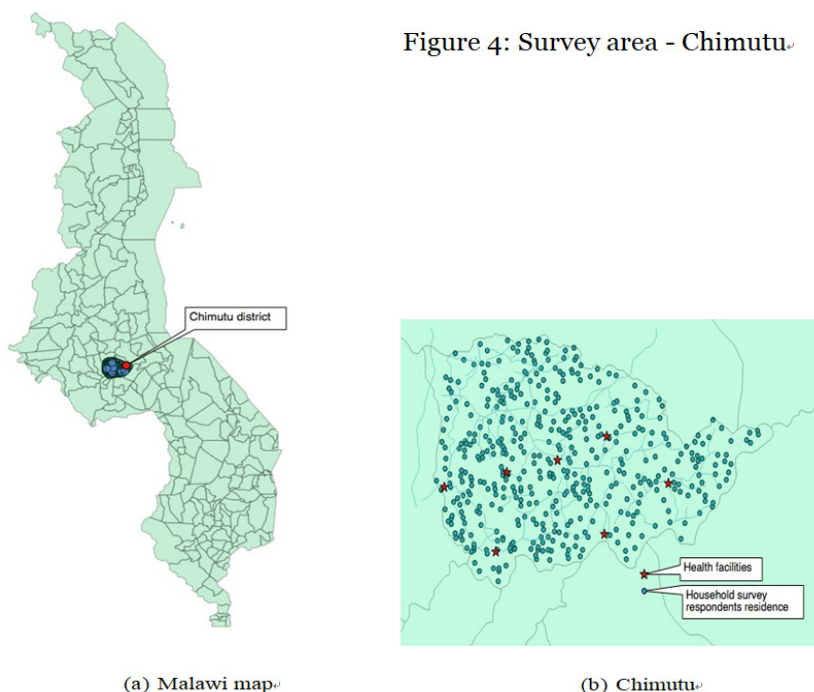 Figure 4: Survey area - Chimutu
Chimutu district
Health facilities
Household survey
respondents residence
(a) Malawi map
(b) Chimutu